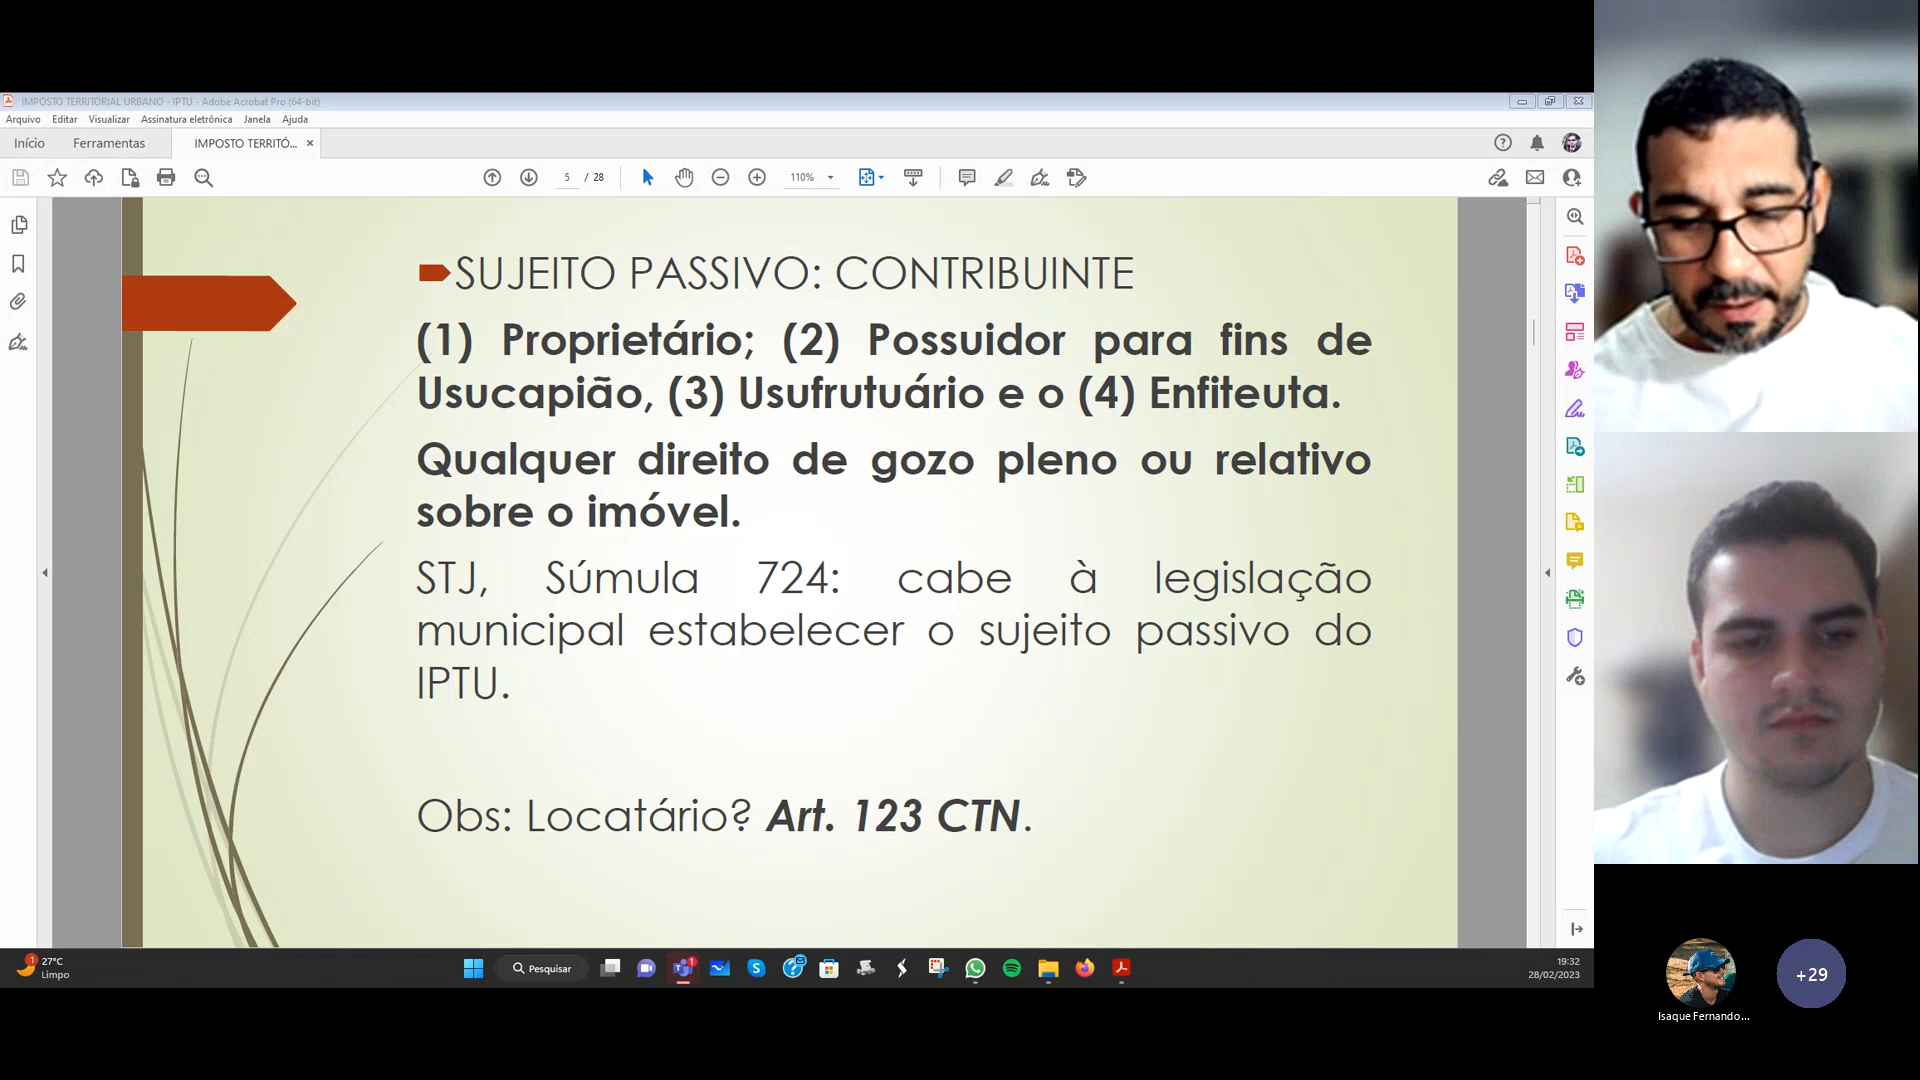 IMPOSTO TERRITORIAL URBANO - IPTU - Adobe Acrobat Pro (64-bit)
Arquivo Editar Visualizar Assinatura eletrônica Janela Ajuda
Início Ferramentas IMPOSTO TERRITÓ... ×
5 / 28 110%
SUJEITO PASSIVO: CONTRIBUINTE
(1) Proprietário; (2) Possuidor para fins de
Usucapião, (3) Usufrutuário e o (4) Enfiteuta.
Qualquer direito de gozo pleno ou relativo
sobre o imóvel.
STJ, Súmula 724: cabe à legislação
municipal estabelecer o sujeito passivo do
IPTU.
Obs: Locatário? Art. 123 CTN.
1
27°C
Limpo
Pesquisar
1
19:32
28/02/2023
+29
Isaque Fernando...